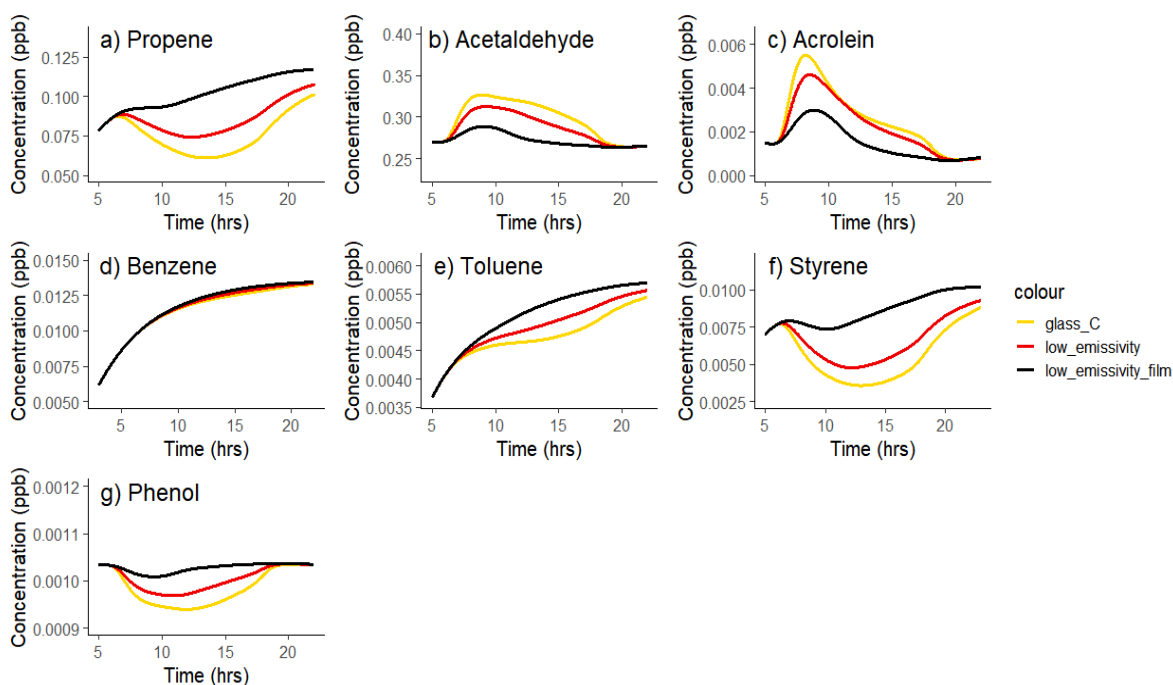 a) Propene
Concentration (ppb)
0.125
0.100
0.075
0.050
5 10 15 20
Time (hrs)
b) Acetaldehyde
Concentration (ppb)
0.40
0.35
0.30
0.25
5 10 15 20
Time (hrs)
c) Acrolein
Concentration (ppb)
0.006
0.004
0.002
0.000
5 10 15 20
Time (hrs)
d) Benzene
Concentration (ppb)
0.0150
0.0125
0.0100
0.0075
0.0050
5 10 15 20
Time (hrs)
e) Toluene
Concentration (ppb)
0.0060
0.0055
0.0050
0.0045
0.0040
0.0035
5 10 15 20
Time (hrs)
f) Styrene
Concentration (ppb)
0.0100
0.0075
0.0050
0.0025
5 10 15 20
Time (hrs)
colour
glass_C
low_emissivity
low_emissivity_film
g) Phenol
Concentration (ppb)
0.0012
0.0011
0.0010
0.0009
5 10 15 20
Time (hrs)